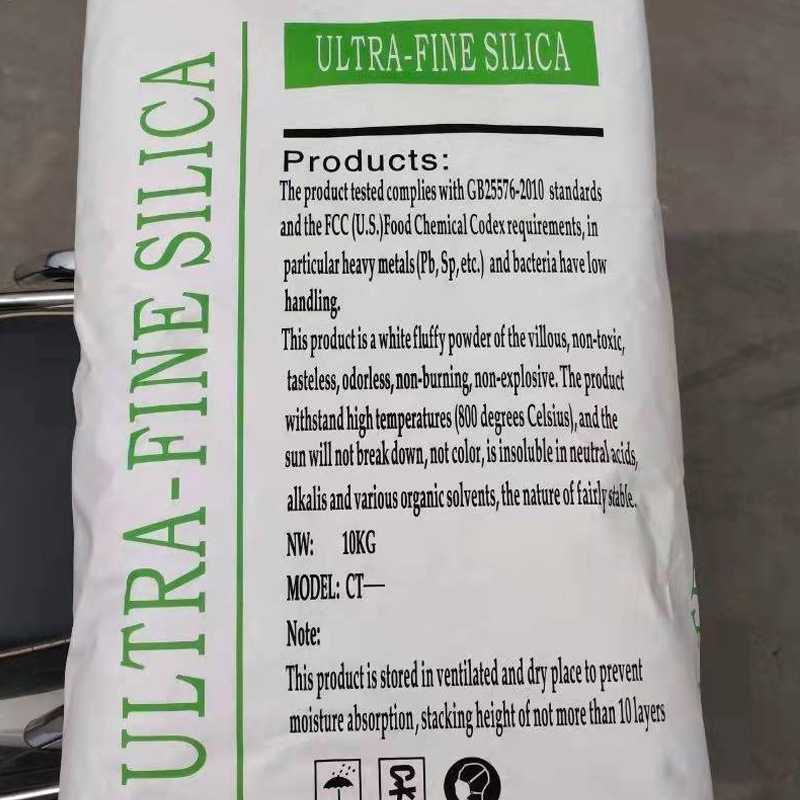 ULTRA-FINE SILICA
ULTRA-FINE SILICA
Products:
The product tested complies with GB25576-2010 standards
and the FCC (U.S.)Food Chemical Codex requirements, in
particular heavy metals (Pb, Sp, etc.) and bacteria have low
handling.
This product is a white fluffy powder of the villous, non-toxic,
tasteless, odorless, non-burning, non-explosive. The product
withstand high temperatures (800 degrees Celsius), and the
sun will not break down, not color, is insoluble in neutral acids,
alkalis and various organic solvents, the nature of fairly stable.
NW: 10KG
MODEL: CT—
Note:
This product is stored in ventilated and dry place to prevent
moisture absorption, stacking height of not more than 10 layers